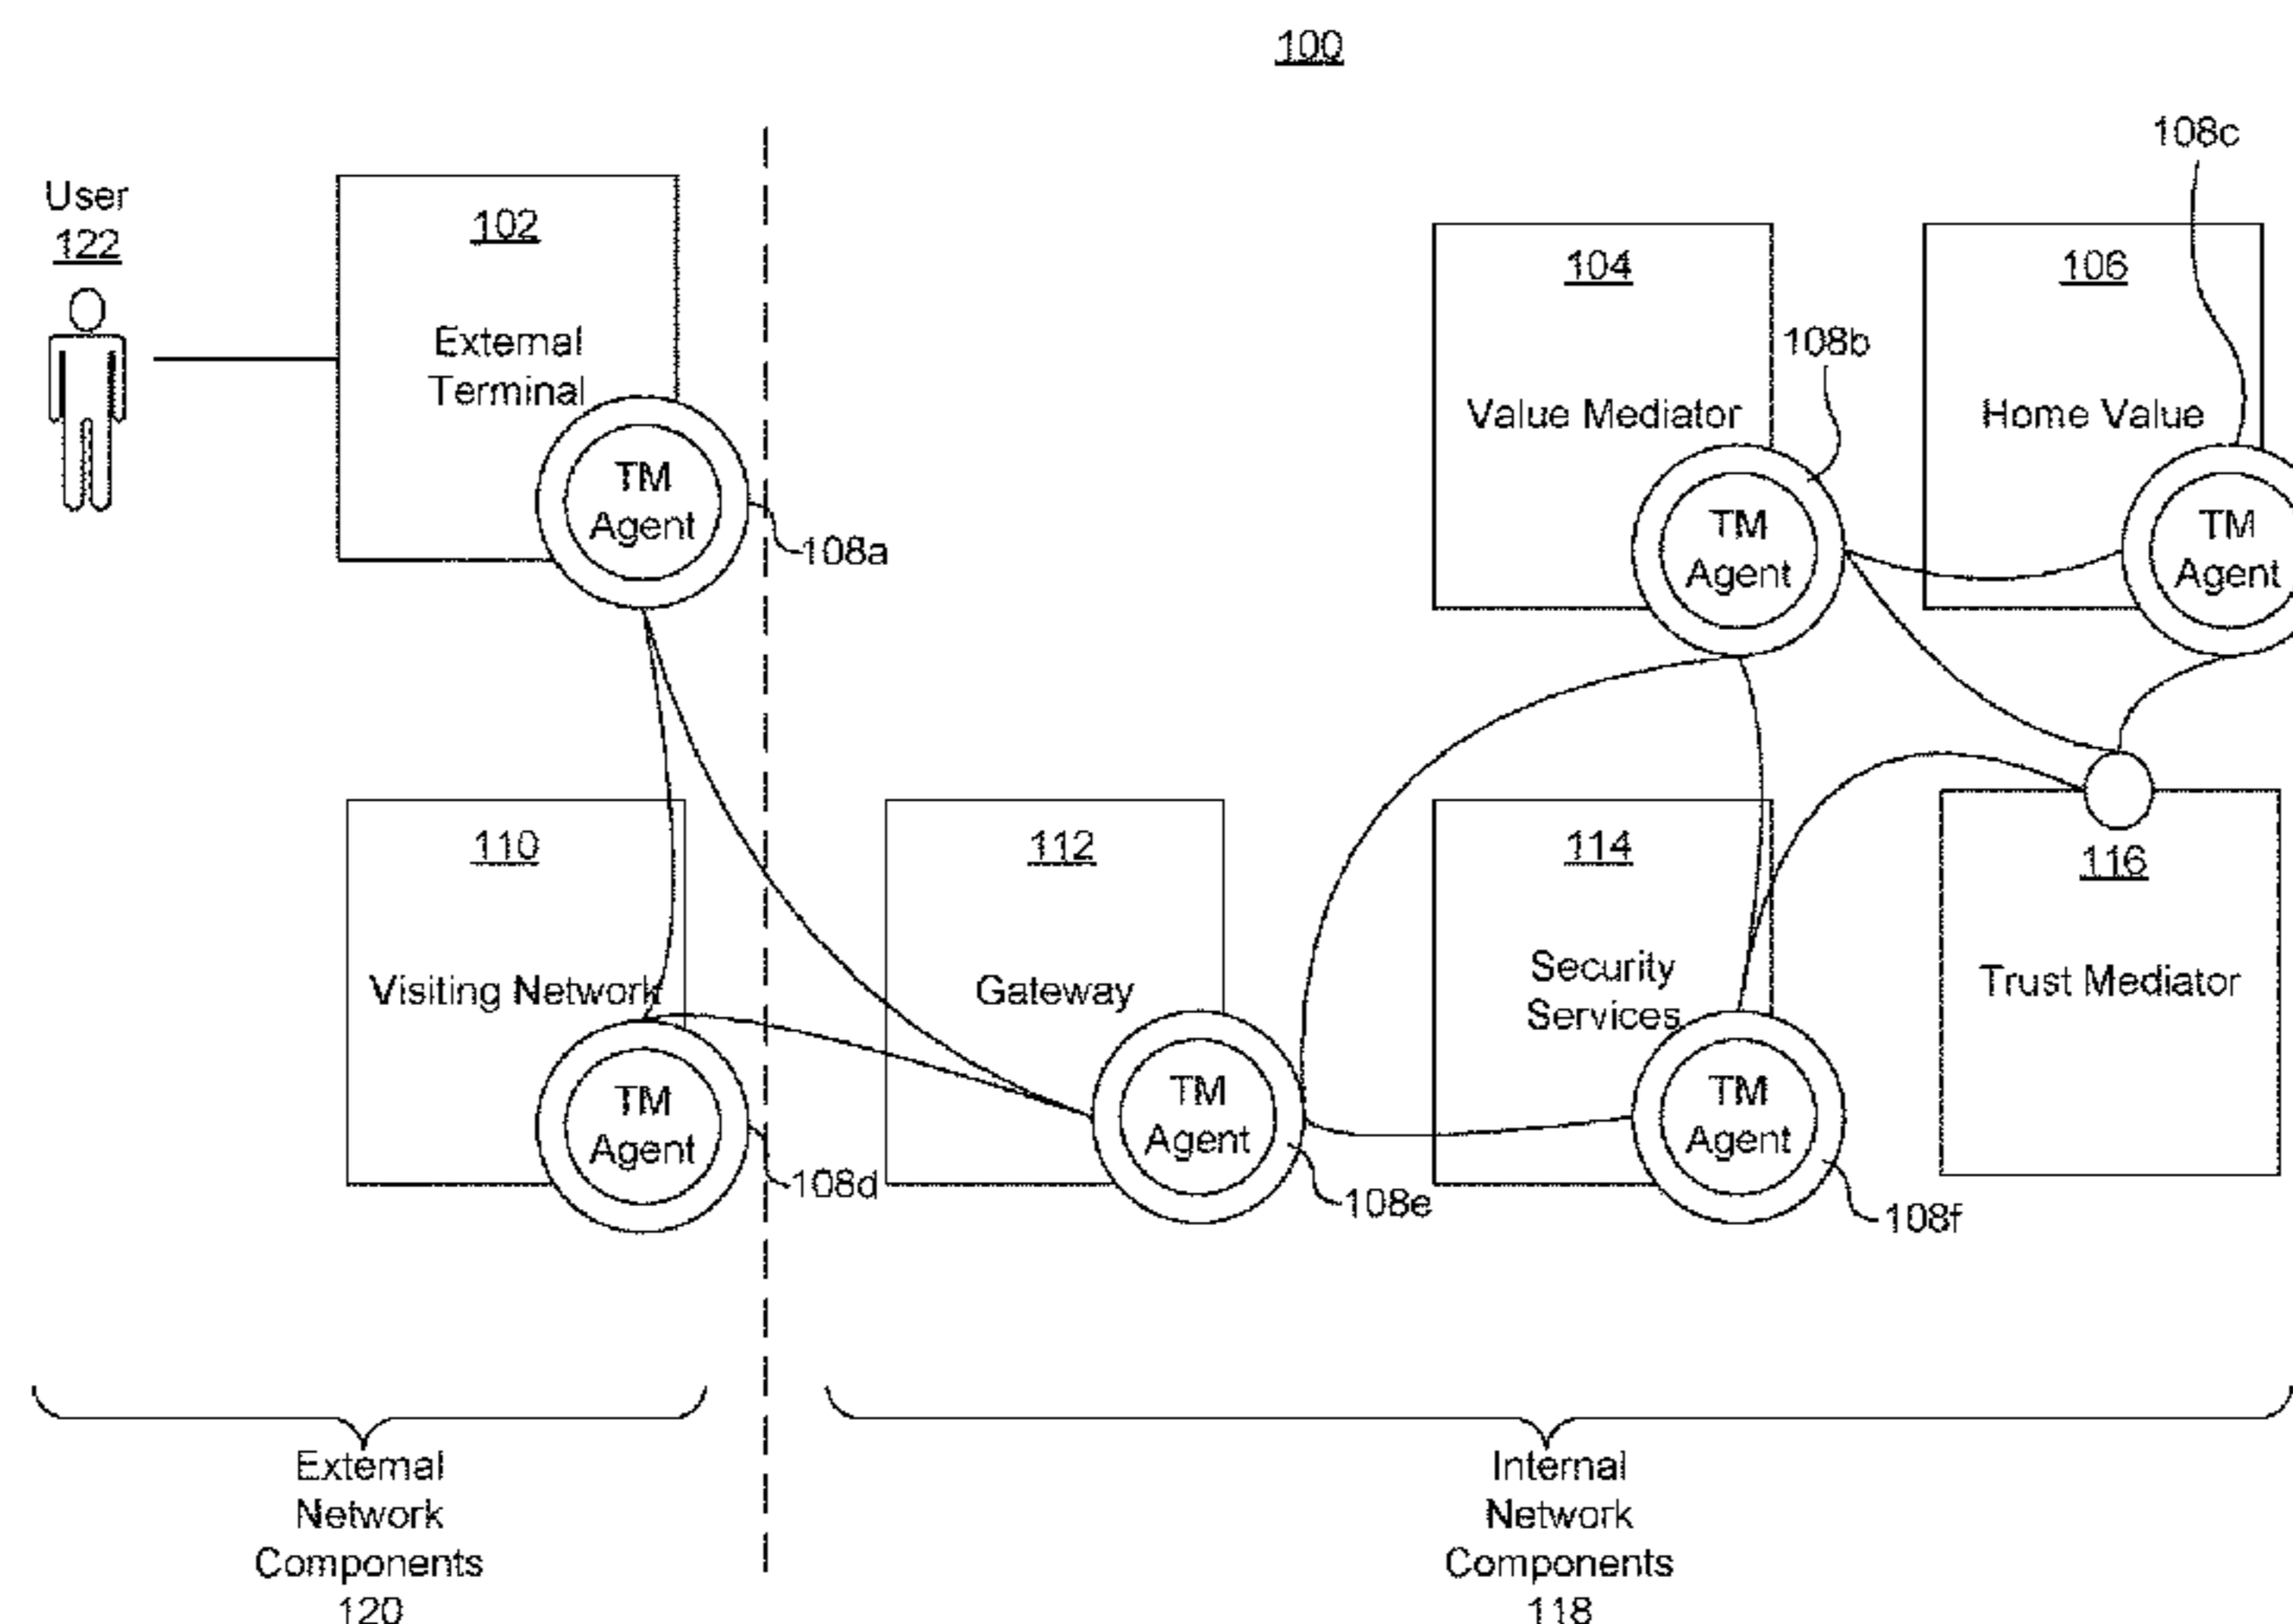 100
User
122
102
External
Terminal
TM
Agent
108a
104
Value Mediator
108b
TM
Agent
106
Home Value
108c
TM
Agent
110
Visiting Network
TM
Agent
108d
112
Gateway
TM
Agent
108e
114
Security
Services
TM
Agent
108f
116
Trust Mediator
External
Network
Components
120
Internal
Network
Components
118